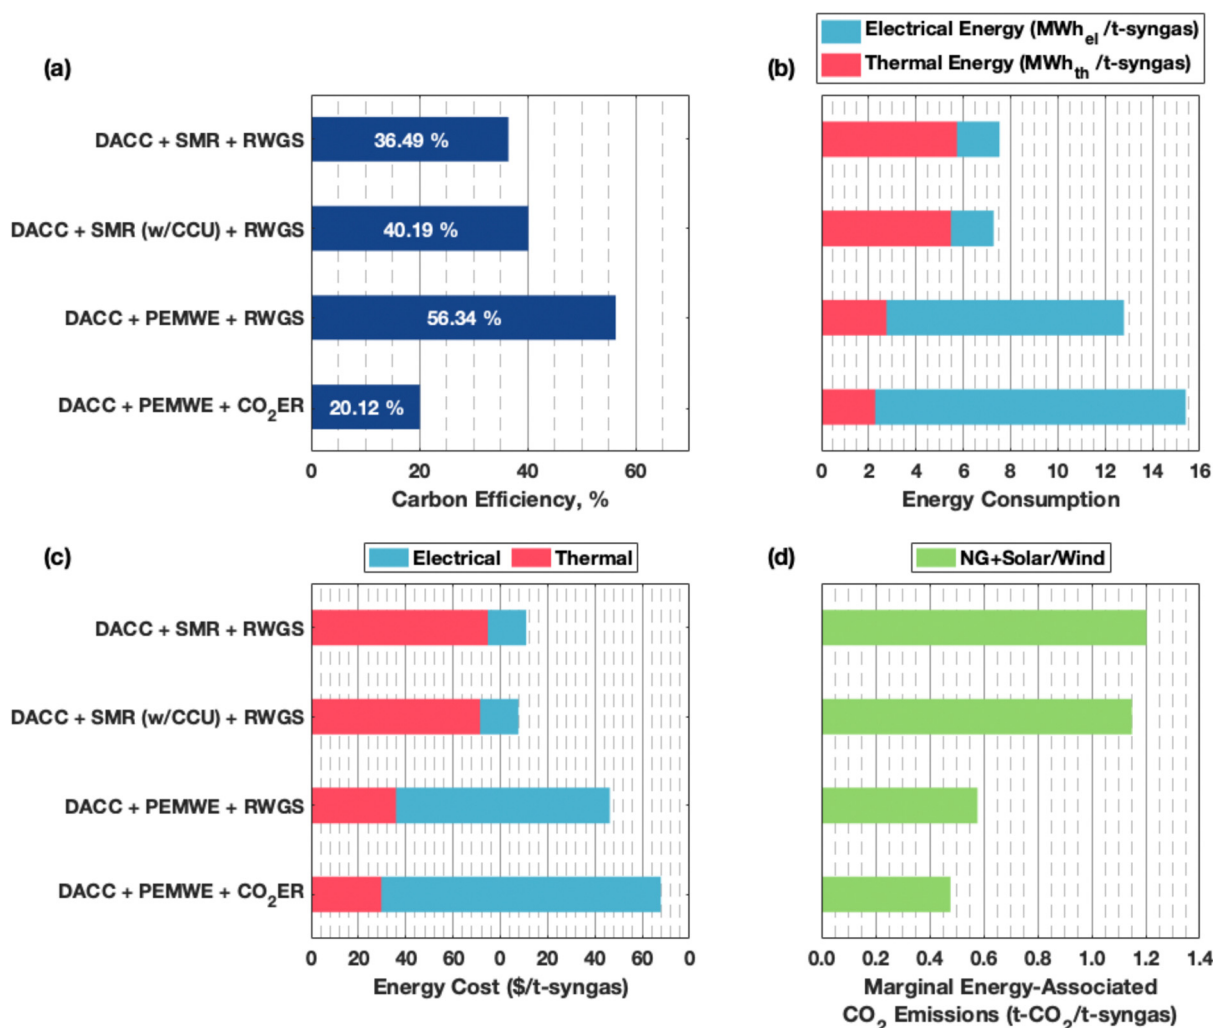 (a)
DACC + SMR + RWGS
36.49 %
DACC + SMR (w/CCU) + RWGS
40.19 %
DACC + PEMWE + RWGS
56.34 %
DACC + PEMWE + CO2ER
20.12 %
0 20 40 60
Carbon Efficiency, %
Electrical Energy (MWhel /t-syngas)
Thermal Energy (MWhth /t-syngas)
(b)
0 2 4 6 8 10 12 14 16
Energy Consumption
(c)
Electrical Thermal
DACC + SMR + RWGS
DACC + SMR (w/CCU) + RWGS
DACC + PEMWE + RWGS
DACC + PEMWE + CO2ER
0 20 40 60 0 20 40 60 0
Energy Cost ($/t-syngas)
(d)
NG+Solar/Wind
0.0 0.2 0.4 0.6 0.8 1.0 1.2 1.4
Marginal Energy-Associated
CO2 Emissions (t-CO2/t-syngas)